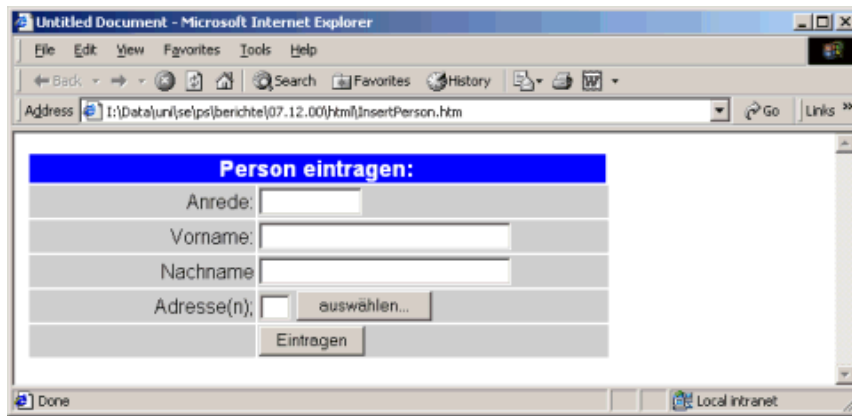 Untitled Document - Microsoft Internet Explorer
File Edit View Favorites Tools Help
Back Search Favorites History
Address I:\Data\uni\se\ps\berichte\07.12.00\html\InsertPerson.htm Go Links »
Person eintragen:
Anrede:
Vorname:
Nachname
Adresse(n); auswählen...
Eintragen
Done Local intranet